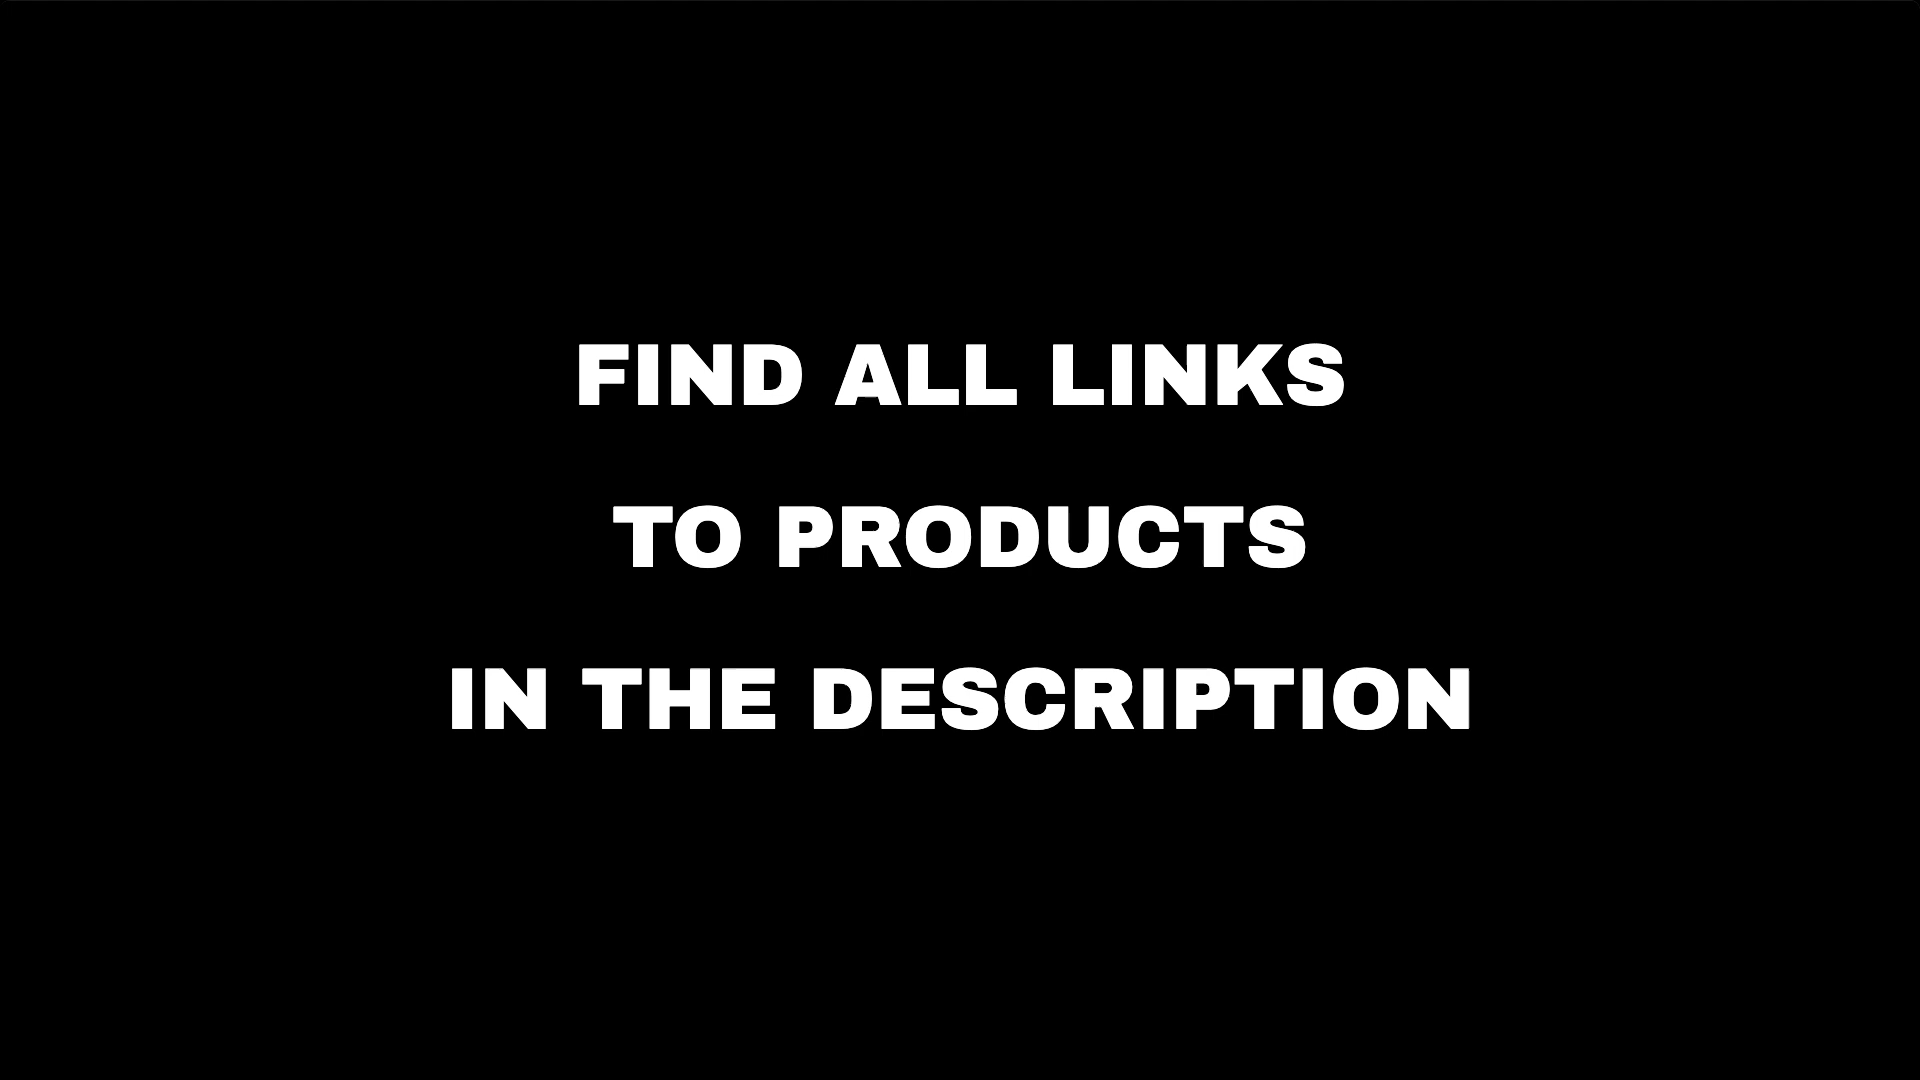 FIND ALL LINKS
TO PRODUCTS
IN THE DESCRIPTION